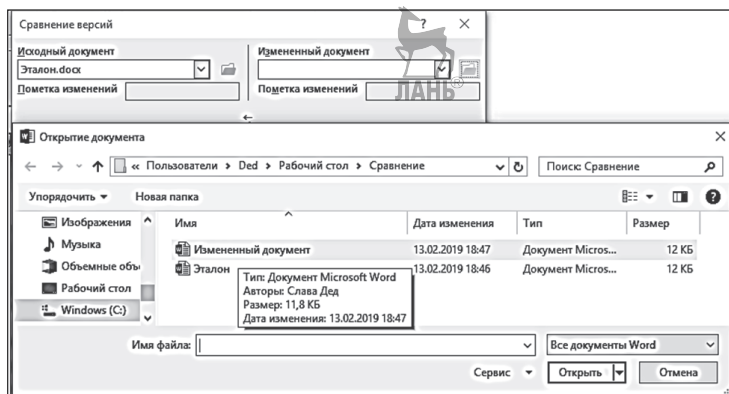 Сравнение версий ? ×
Исходный документ Измененный документ
Эталон.docx
Пометка изменений Пометка изменений
ЛАНЬ®
Открытие документа ×
« Пользователи > Ded > Рабочий стол > Сравнение Поиск: Сравнение
Упорядочить Новая папка
Изображения
Музыка
Объемные объ
Рабочий стол
Windows (C:)
Имя Дата изменения Тип Размер
Измененный документ 13.02.2019 18:47 Документ Micros... 12 КБ
Эталон 13.02.2019 18:46 Документ Micros... 12 КБ
Тип: Документ Microsoft Word
Авторы: Слава Дед
Размер: 11,8 КБ
Дата изменения: 13.02.2019 18:47
Имя файла: Все документы Word
Сервис Открыть Отмена